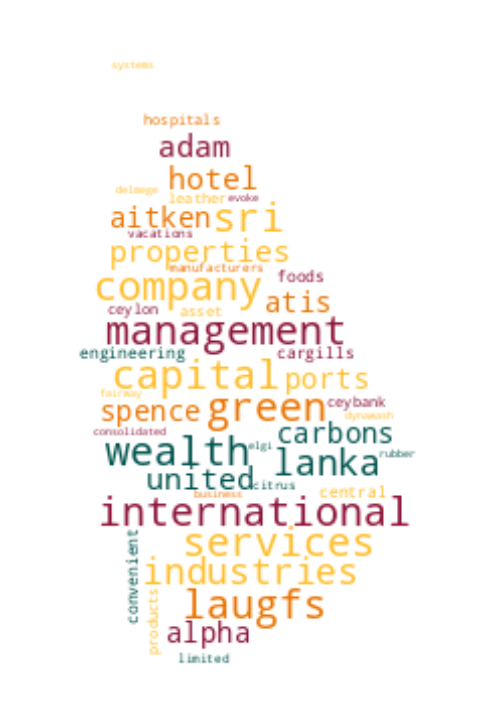 systems
hospitals
adam
hotel
delmege
leather evoke
aitken sri
vacations
properties
manufacturers
foods
company
atis
ceylon asset
management
engineering cargills
capital ports
fairway
spence green ceybank
dynawash
consolidated carbons
wealth elgi lanka rubber
united citrus
business central
international
services
convenient
industries
products
laugfs
alpha
limited